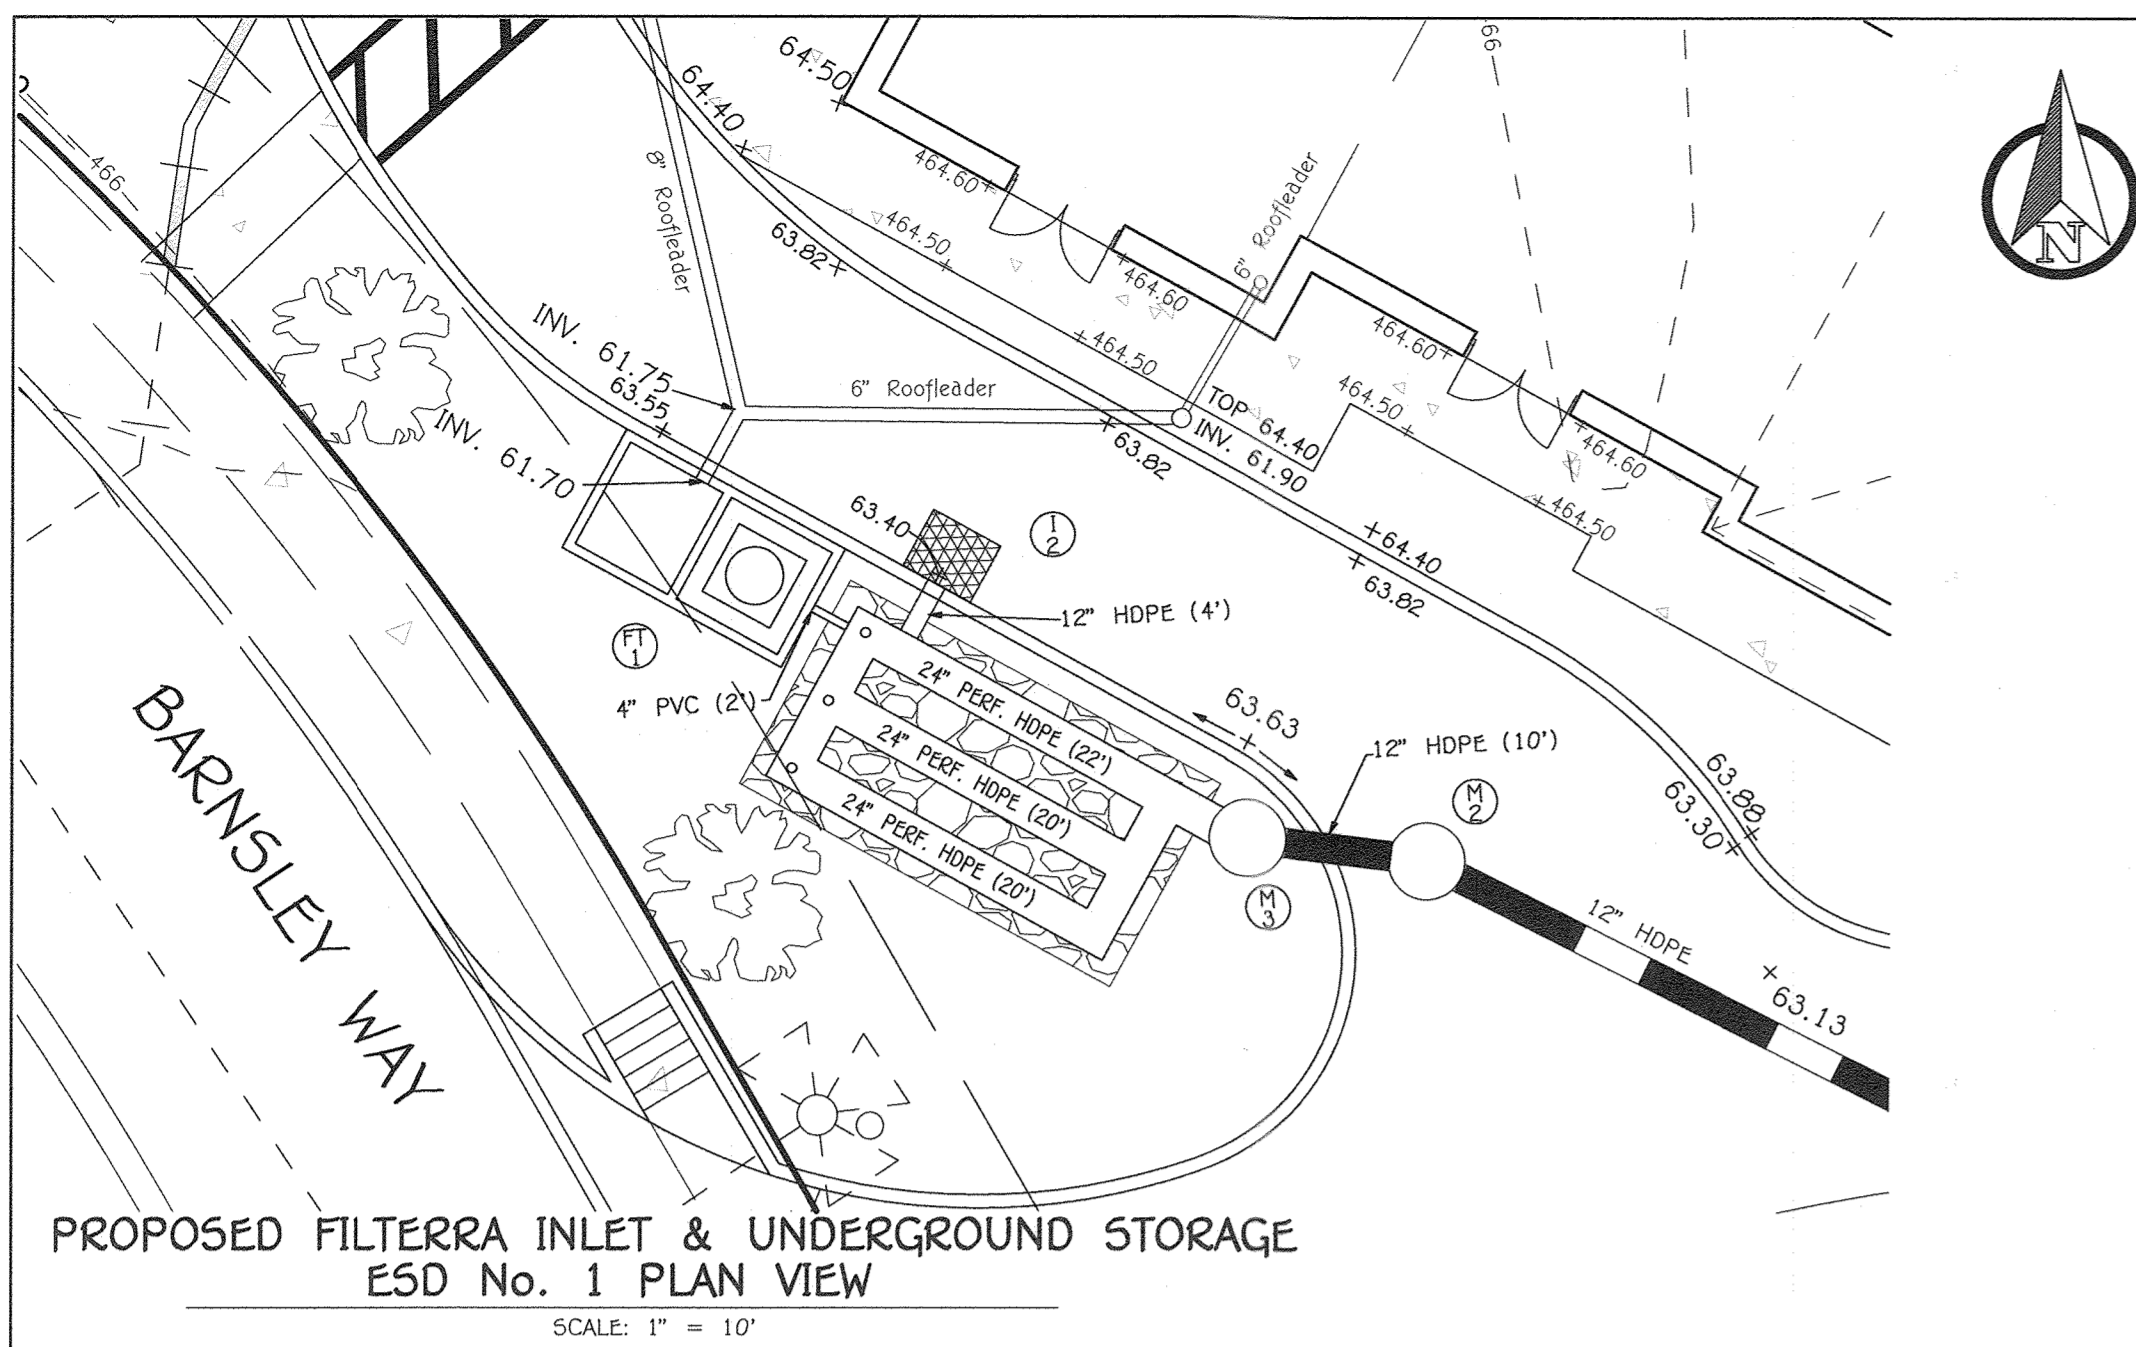 64.50
99
64.40
466
8" Roofleader
464.60
6" Roofleader
N
464.50
63.82
464.60
464.60
464.50
INV. 61.75
63.55
6" Roofleader
TOP 64.40
INV. 61.90
464.50
INV. 61.70
63.82
464.60
464.50
63.40
I
2
64.40
63.82
12" HDPE (4')
FT
1
4" PVC (2')
24" PERF. HDPE (22')
24" PERF. HDPE (20')
24" PERF. HDPE (20')
63.63
12" HDPE (10')
63.88
63.30
M
2
M
3
12" HDPE
63.13
BARNSLEY WAY
PROPOSED FILTERRA INLET & UNDERGROUND STORAGE
ESD No. 1 PLAN VIEW
SCALE: 1" = 10'